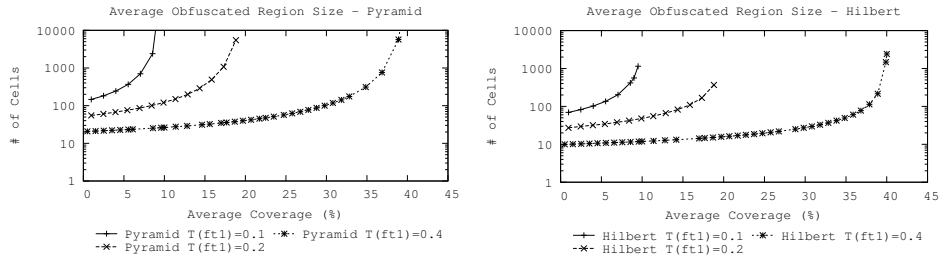 Average Obfuscated Region Size - Pyramid
10000
1000
100
10
1
# of Cells
0 5 10 15 20 25 30 35 40 45
Average Coverage (%)
Pyramid T(ft1)=0.1
Pyramid T(ft1)=0.2
Pyramid T(ft1)=0.4
Average Obfuscated Region Size - Hilbert
10000
1000
100
10
1
# of Cells
0 5 10 15 20 25 30 35 40 45
Average Coverage (%)
Hilbert T(ft1)=0.1
Hilbert T(ft1)=0.2
Hilbert T(ft1)=0.4